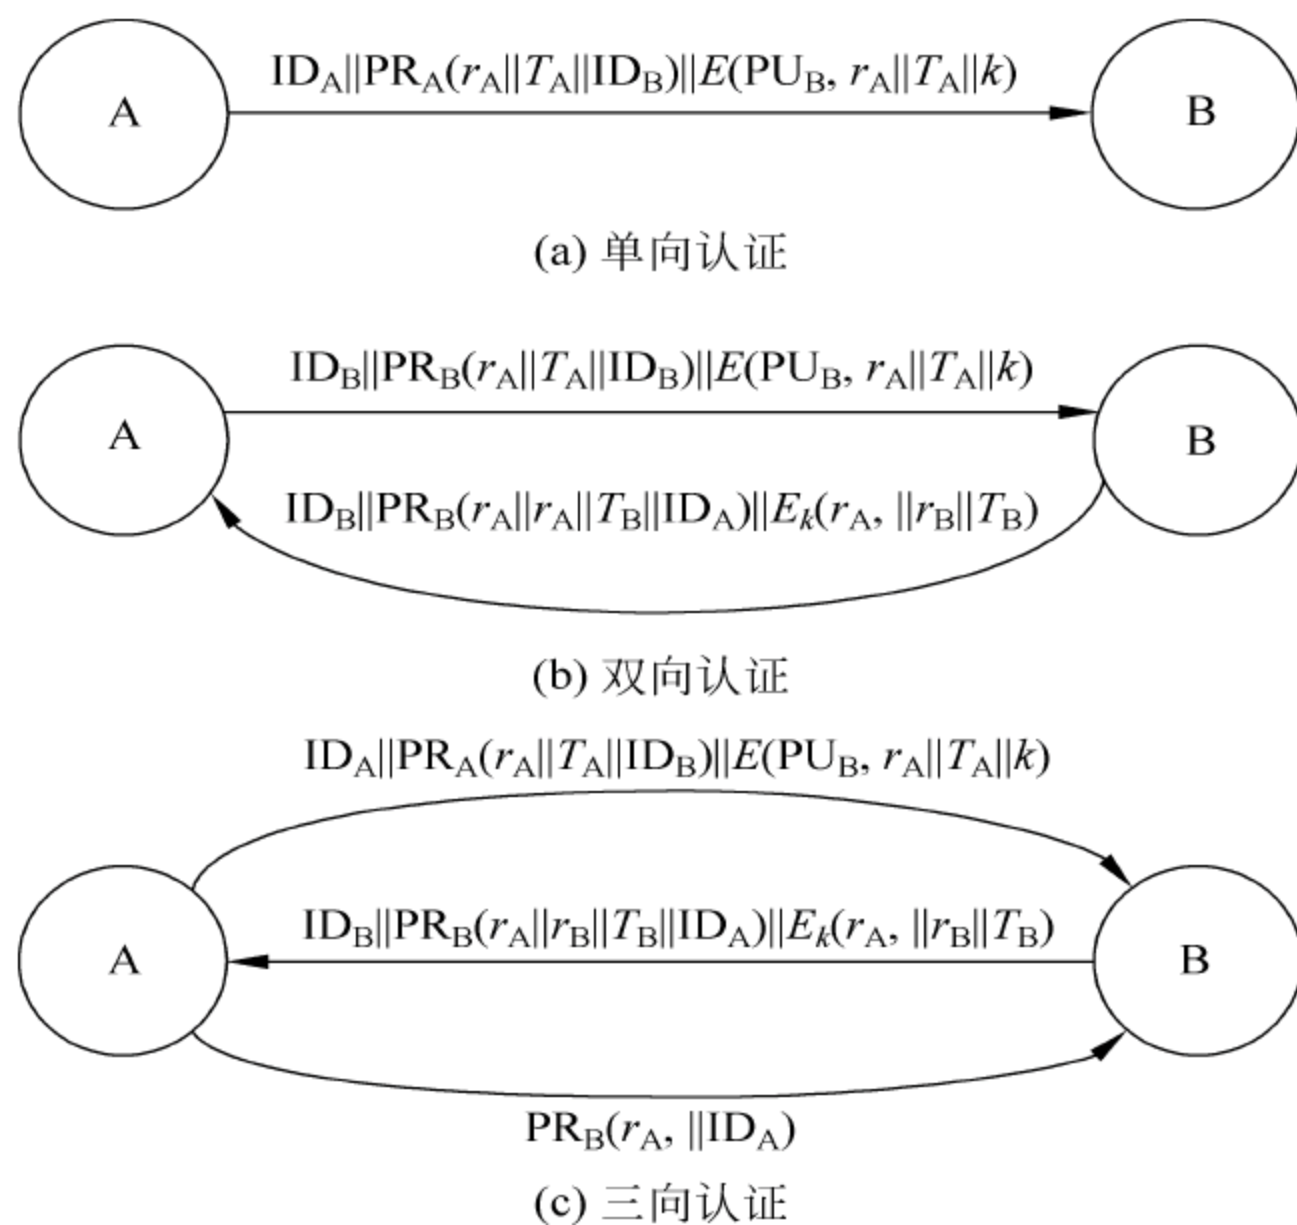 ID_A||PR_A(r_A||T_A||ID_B)||E(PU_B, r_A||T_A||k)
A
B
(a) 单向认证
ID_B||PR_B(r_A||T_A||ID_B)||E(PU_B, r_A||T_A||k)
A
B
ID_B||PR_B(r_A||r_A||T_B||ID_A)||E_k(r_A, ||r_B||T_B)
(b) 双向认证
ID_A||PR_A(r_A||T_A||ID_B)||E(PU_B, r_A||T_A||k)
ID_B||PR_B(r_A||r_B||T_B||ID_A)||E_k(r_A, ||r_B||T_B)
A
B
PR_B(r_A, ||ID_A)
(c) 三向认证